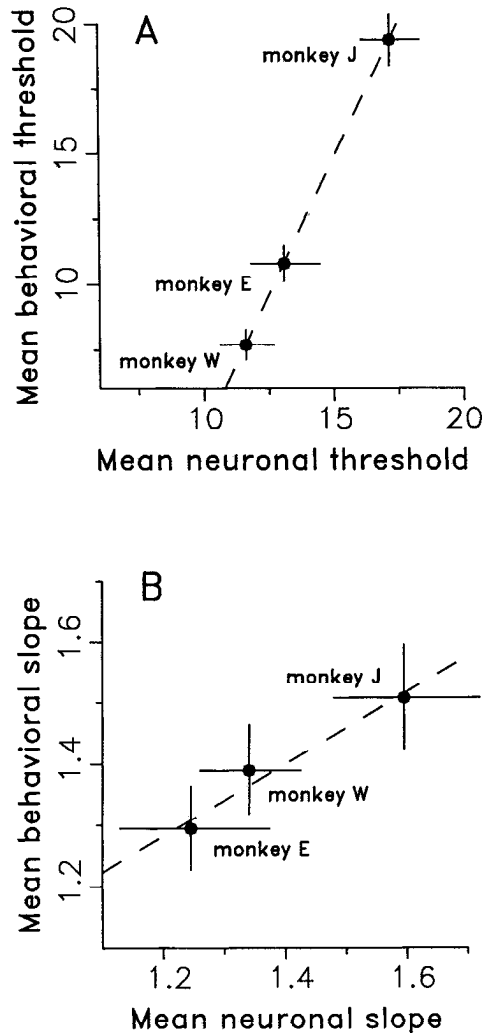 A
20
15
10
Mean behavioral threshold
monkey J
monkey E
monkey W
10 15 20
Mean neuronal threshold
B
1.6
1.4
1.2
Mean behavioral slope
monkey J
monkey W
monkey E
1.2 1.4 1.6
Mean neuronal slope